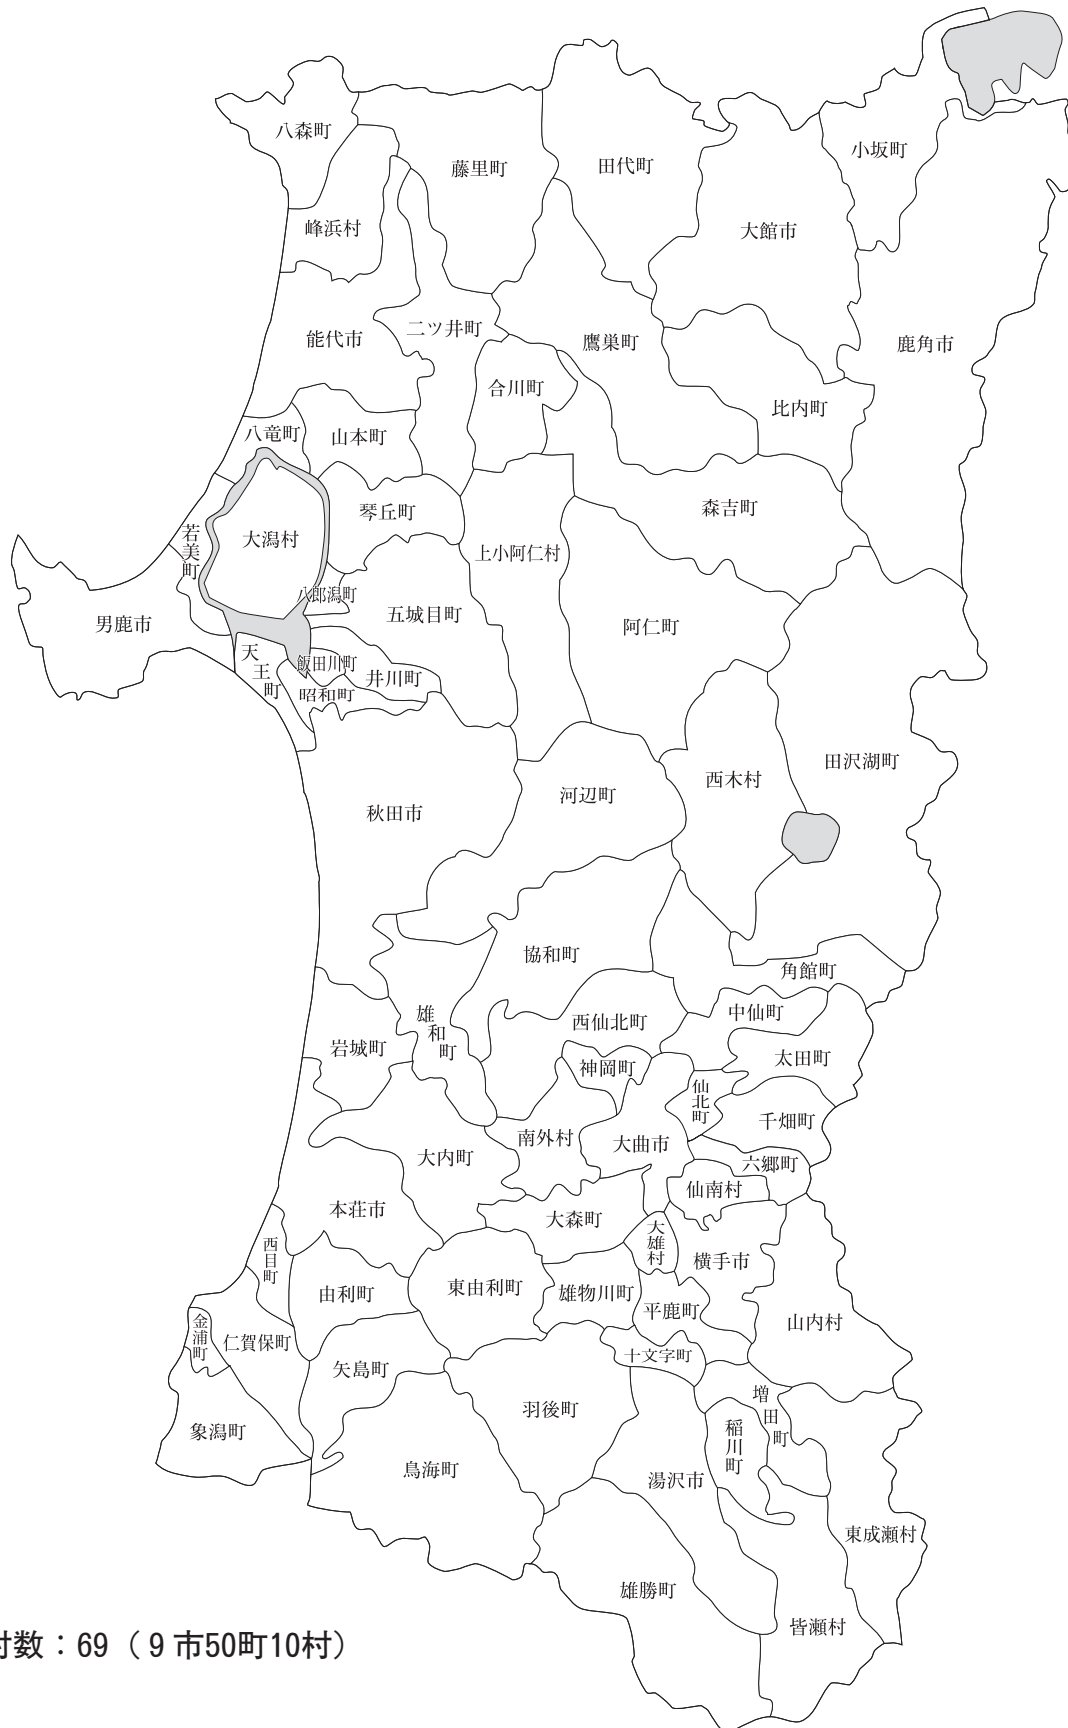 八森町
小坂町
藤里町
田代町
大館市
峰浜村
能代市
二ツ井町
鷹巣町
鹿角市
合川町
比内町
八竜町
山本町
琴丘町
森吉町
若美町
大潟村
上小阿仁村
八郎潟町
五城目町
男鹿市
阿仁町
天王町
飯田川町
井川町
昭和町
田沢湖町
西木村
河辺町
秋田市
協和町
角館町
中仙町
西仙北町
雄和町
岩城町
太田町
神岡町
仙北町
千畑町
南外村
大曲市
大内町
六郷町
仙南村
本荘市
大森町
大雄村
横手市
西目町
東由利町
由利町
雄物川町
平鹿町
山内村
金浦町
仁賀保町
十文字町
矢島町
増田町
羽後町
象潟町
稲川町
鳥海町
湯沢市
東成瀬村
雄勝町
皆瀬村
村数：69（9市50町10村）